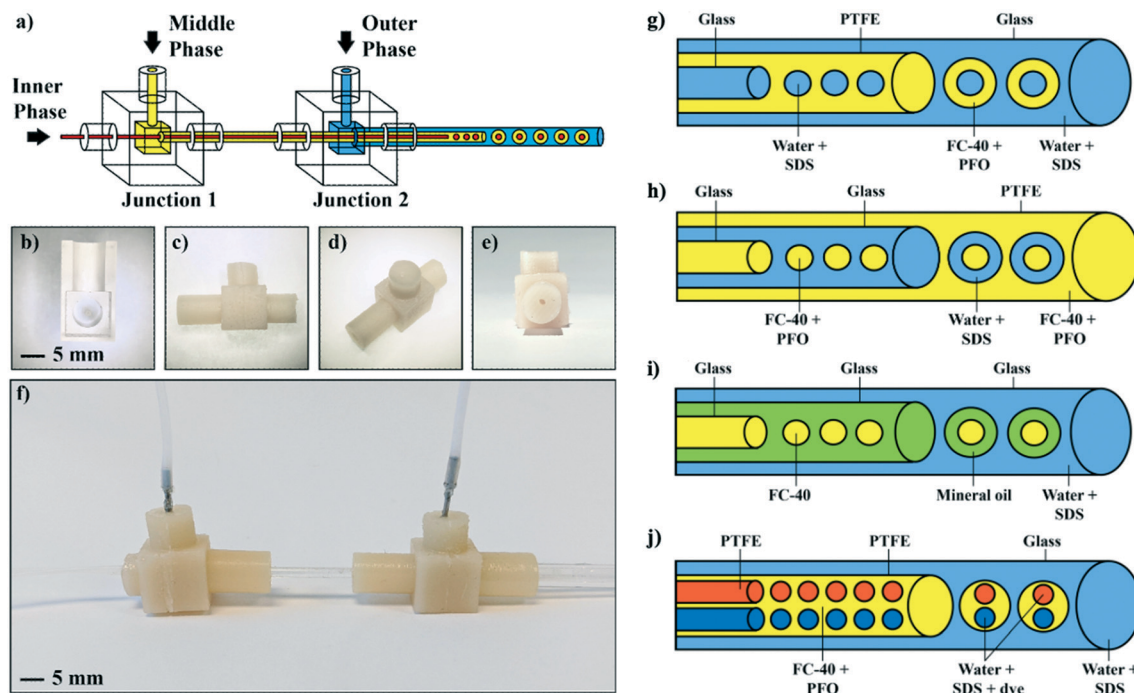 a)
Middle
Phase
Outer
Phase
Inner
Phase
Junction 1
Junction 2
b)
5 mm
c)
d)
e)
f)
5 mm
g)
Glass
PTFE
Glass
Water +
SDS
FC-40 +
PFO
Water +
SDS
h)
Glass
Glass
PTFE
FC-40 +
PFO
Water +
SDS
FC-40 +
PFO
i)
Glass
Glass
Glass
FC-40
Mineral oil
Water +
SDS
j)
PTFE
PTFE
Glass
FC-40 +
PFO
Water +
SDS + dye
Water +
SDS